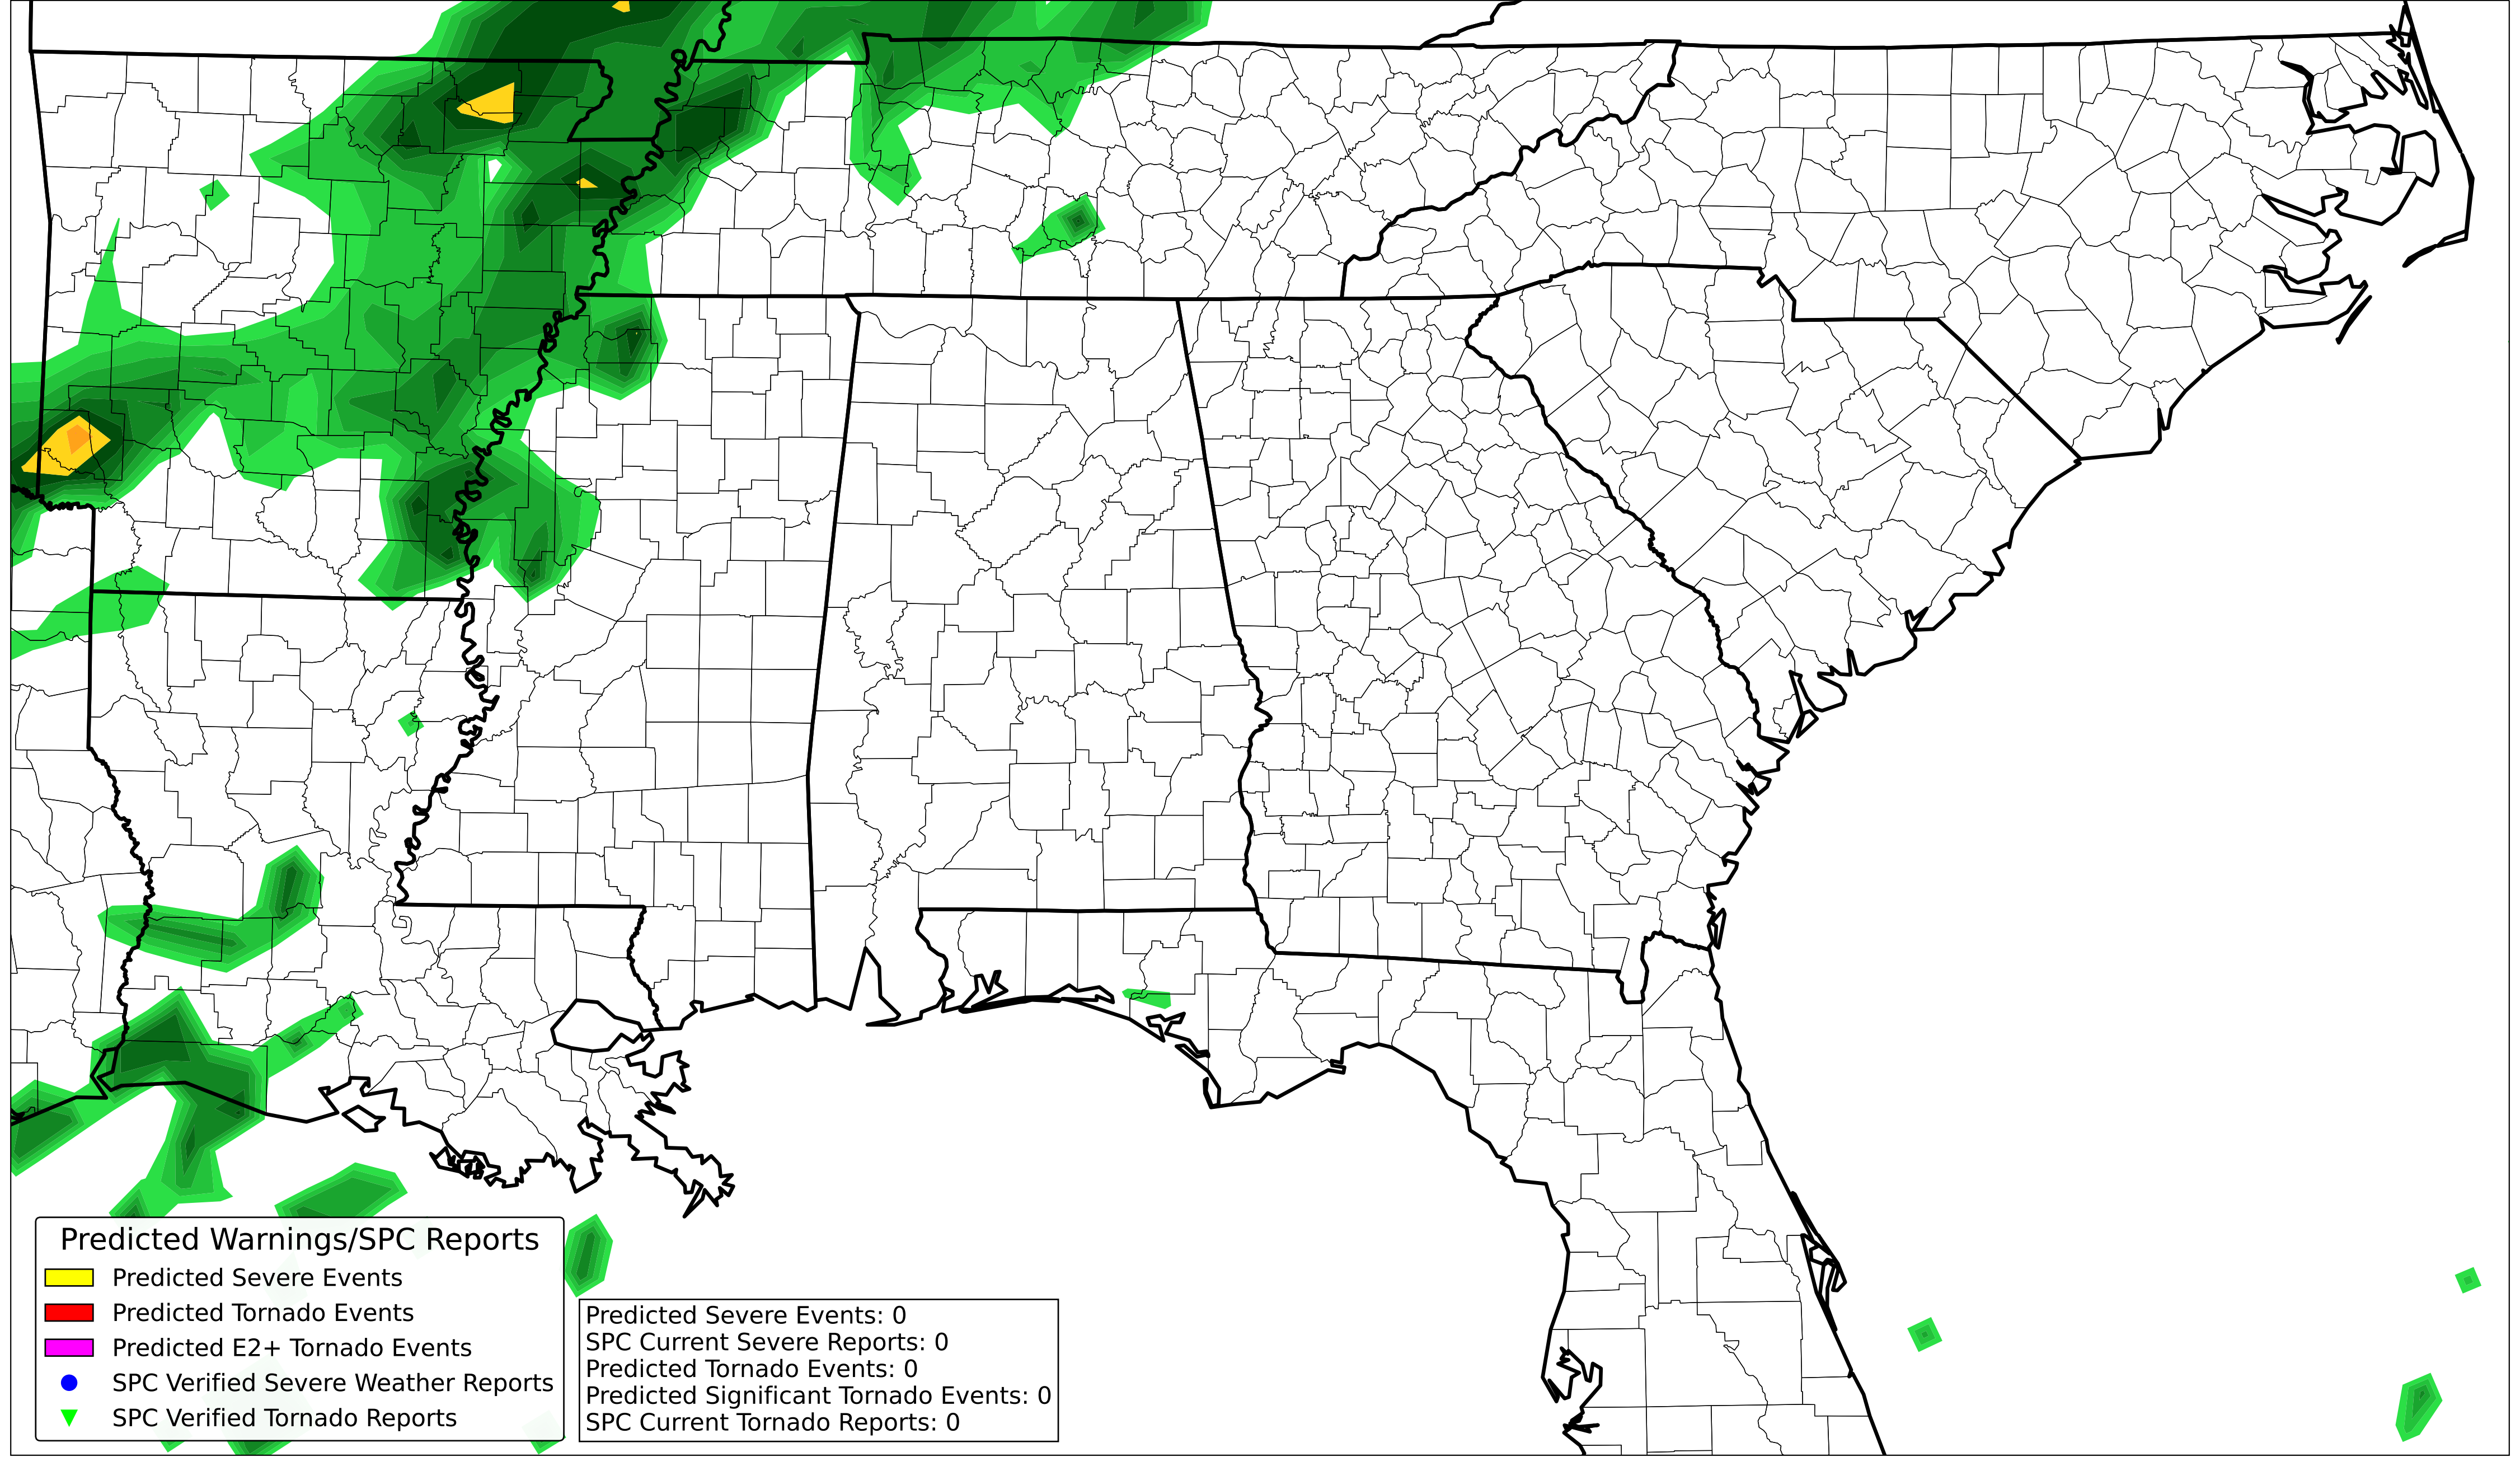 Predicted Warnings/SPC Reports
Predicted Severe Events
Predicted Tornado Events
Predicted E2+ Tornado Events
SPC Verified Severe Weather Reports
SPC Verified Tornado Reports
Predicted Severe Events: 0
SPC Current Severe Reports: 0
Predicted Tornado Events: 0
Predicted Significant Tornado Events: 0
SPC Current Tornado Reports: 0